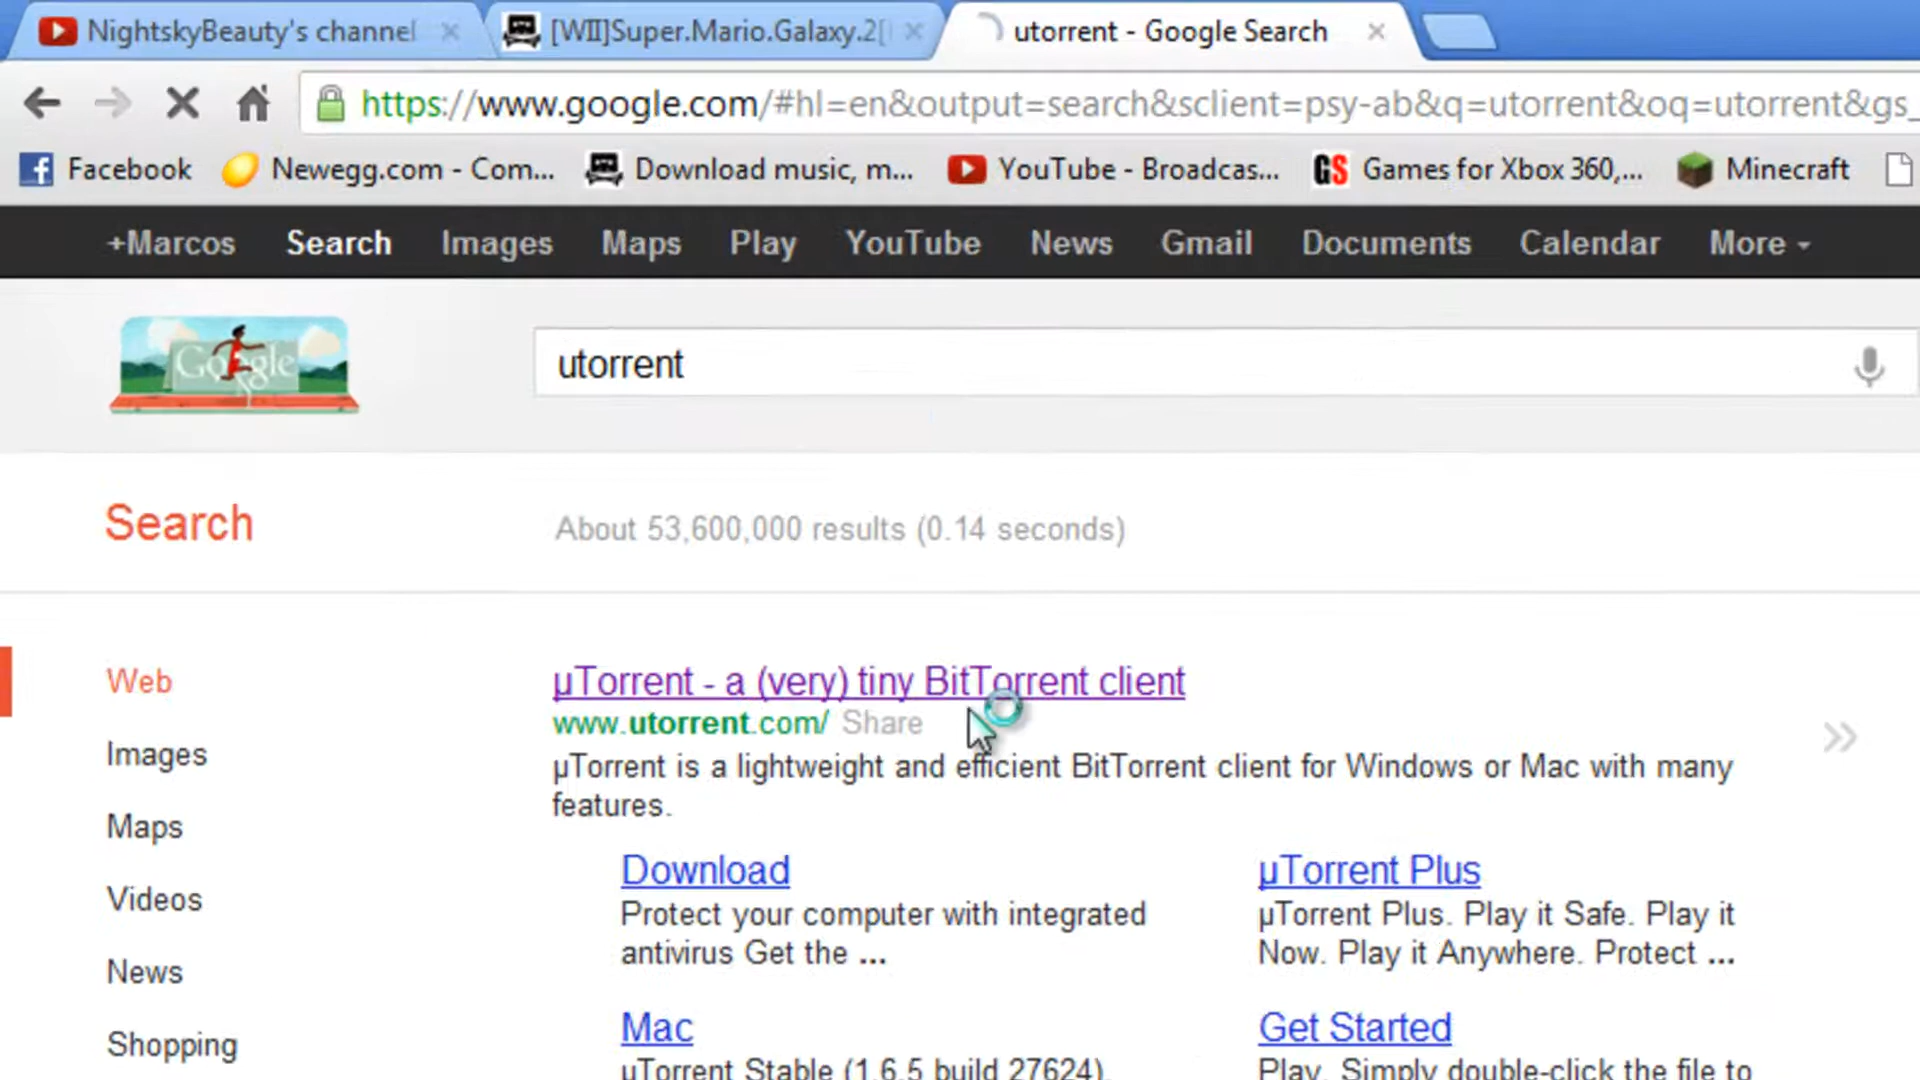 NightskyBeauty's channel
[WII]Super.Mario.Galaxy.2[
utorrent - Google Search
https://www.google.com/#hl=en&output=search&sclient=psy-ab&q=utorrent&oq=utorrent&gs_
Facebook
Newegg.com - Com...
Download music, m...
YouTube - Broadcas...
GS Games for Xbox 360,...
Minecraft
+Marcos Search Images Maps Play YouTube News Gmail Documents Calendar More
Google
utorrent
Search
About 53,600,000 results (0.14 seconds)
Web
Images
Maps
Videos
News
Shopping
µTorrent - a (very) tiny BitTorrent client
www.utorrent.com/ Share
µTorrent is a lightweight and efficient BitTorrent client for Windows or Mac with many
features.
Download
Protect your computer with integrated
antivirus Get the ...
µTorrent Plus
µTorrent Plus. Play it Safe. Play it
Now. Play it Anywhere. Protect ...
Mac
µTorrent Stable (1.6.5 build 27624).
Get Started
Play. Simply double-click the file to